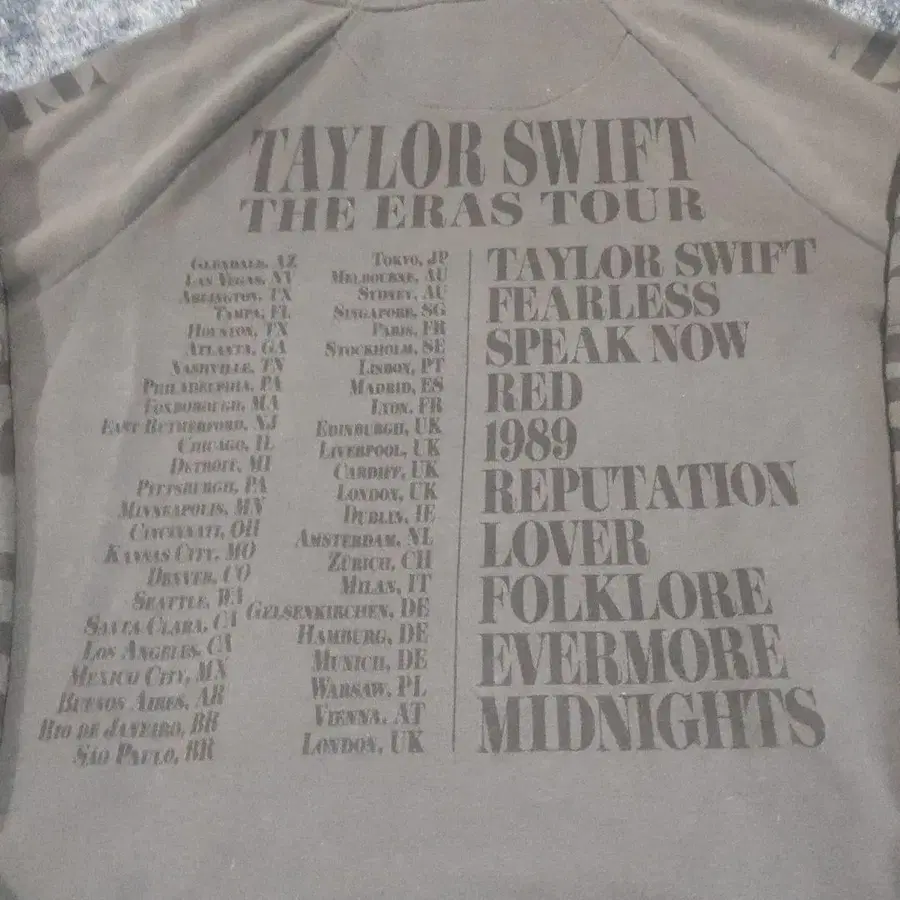 TAYLOR SWIFT
THE ERAS TOUR
GLENDALE, AZ
LAS VEGAS, NV
ARLINGTON, TX
TAMPA, FL
HOUSTON, TX
ATLANTA, GA
NASHVILLE, TN
PHILADELPHIA, PA
FOXBOROUGH, MA
EAST RUTHERFORD, NJ
CHICAGO, IL
DETROIT, MI
PITTSBURGH, PA
MINNEAPOLIS, MN
CINCINNATI, OH
KANSAS CITY, MO
DENVER, CO
SEATTLE, WA
SANTA CLARA, CA
LOS ANGELES, CA
MEXICO CITY, MX
BUENOS AIRES, AR
RIO DE JANEIRO, BR
SÃO PAULO, BR
TOKYO, JP
MELBOURNE, AU
SYDNEY, AU
SINGAPORE, SG
PARIS, FR
STOCKHOLM, SE
LISBON, PT
MADRID, ES
LYON, FR
EDINBURGH, UK
LIVERPOOL, UK
CARDIFF, UK
LONDON, UK
DUBLIN, IE
AMSTERDAM, NL
ZÜRICH, CH
MILAN, IT
GELSENKIRCHEN, DE
HAMBURG, DE
MUNICH, DE
WARSAW, PL
VIENNA, AT
LONDON, UK
TAYLOR SWIFT
FEARLESS
SPEAK NOW
RED
1989
REPUTATION
LOVER
FOLKLORE
EVERMORE
MIDNIGHTS